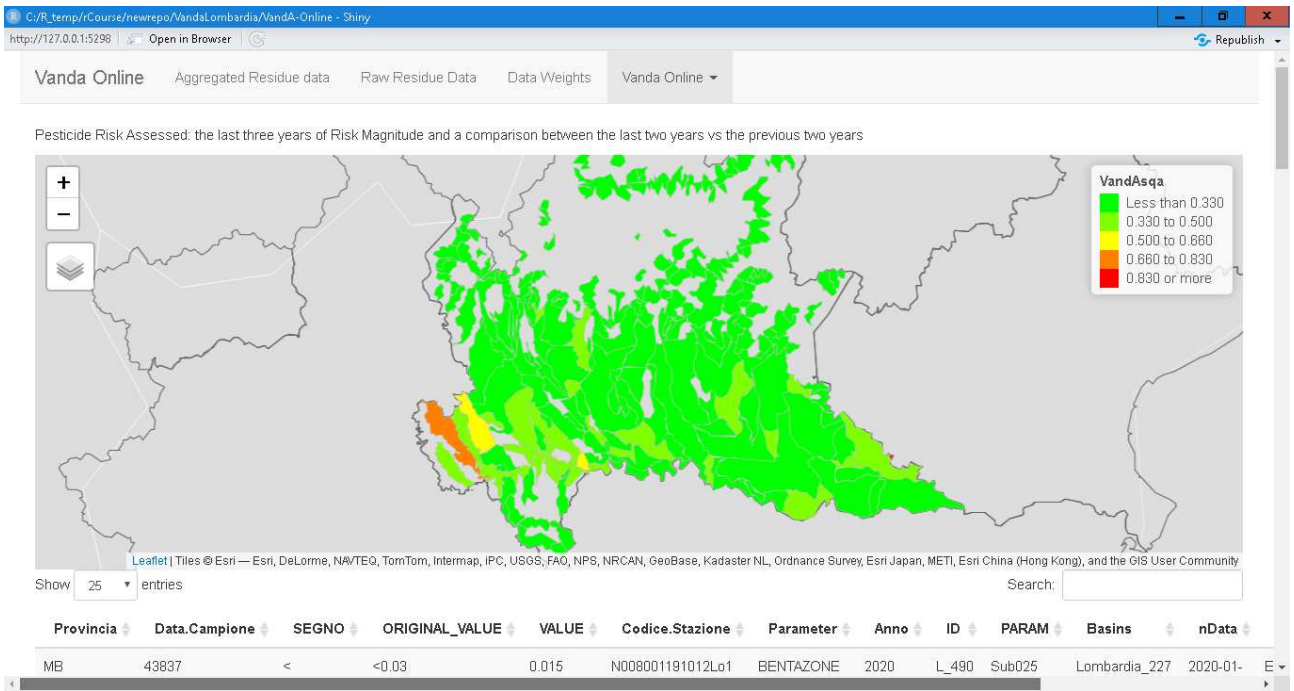 C:/R_temp/rCourse/newrepo/VandaLombardia/VandA-Online - Shiny
http://127.0.0.1:5298 Open in Browser Republish
Vanda Online Aggregated Residue data Raw Residue Data Data Weights Vanda Online
Pesticide Risk Assessed: the last three years of Risk Magnitude and a comparison between the last two years vs the previous two years
+
−
VandAsqa
Less than 0.330
0.330 to 0.500
0.500 to 0.660
0.660 to 0.830
0.830 or more
Leaflet | Tiles © Esri — Esri, DeLorme, NAVTEQ, TomTom, Intermap, iPC, USGS, FAO, NPS, NRCAN, GeoBase, Kadaster NL, Ordnance Survey, Esri Japan, METI, Esri China (Hong Kong), and the GIS User Community
Show 25 entries Search:
Provincia Data.Campione SEGNO ORIGINAL_VALUE VALUE Codice.Stazione Parameter Anno ID PARAM Basins nData
MB 43837 < <0.03 0.015 N008001191012Lo1 BENTAZONE 2020 L_490 Sub025 Lombardia_227 2020-01- E